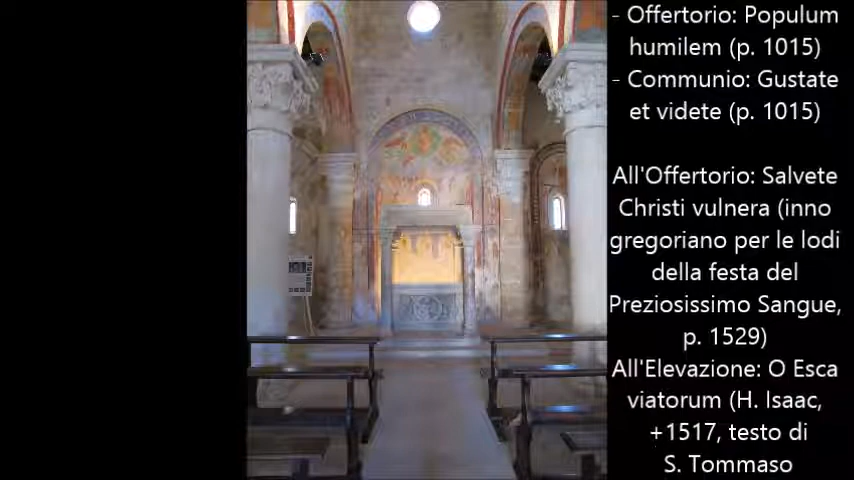 - Offertorio: Populum
humilem (p. 1015)
- Communio: Gustate
et videte (p. 1015)
All'Offertorio: Salvete
Christi vulnera (inno
gregoriano per le lodi
della festa del
Preziosissimo Sangue,
p. 1529)
All'Elevazione: O Esca
viatorum (H. Isaac,
+1517, testo di
S. Tommaso